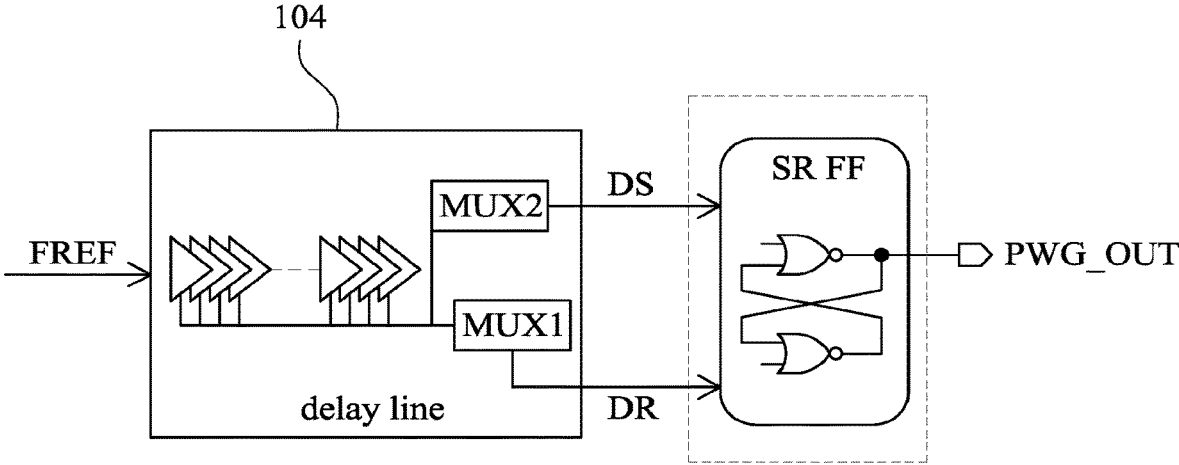 104
SR FF
MUX2
DS
FREF
PWG_OUT
MUX1
delay line
DR